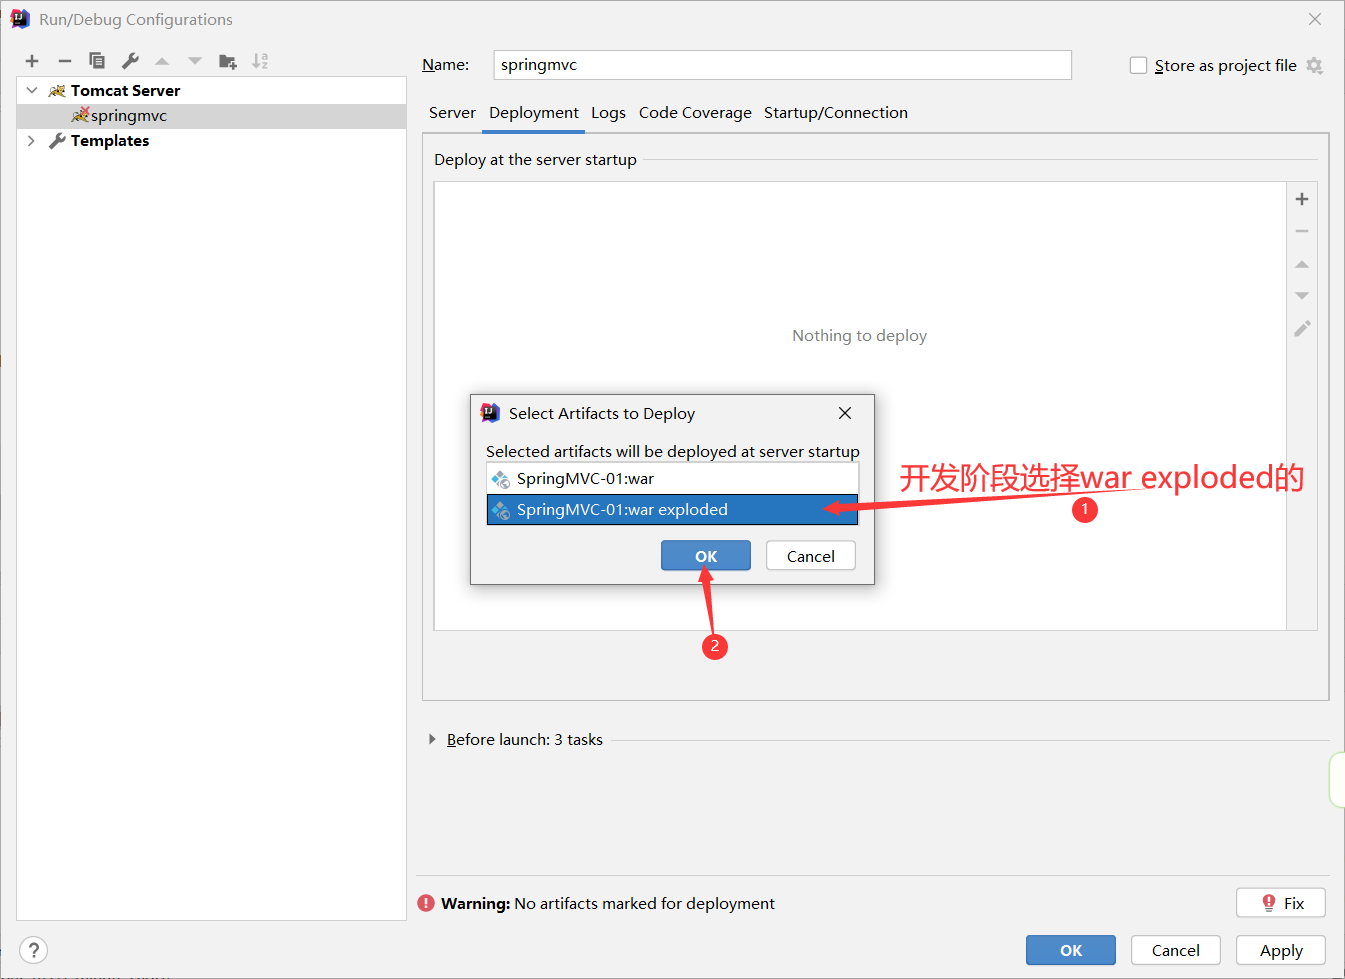 Run/Debug Configurations
Name:
springmvc
Store as project file
Tomcat Server
springmvc
Templates
Server
Deployment
Logs
Code Coverage
Startup/Connection
Deploy at the server startup
Nothing to deploy
Select Artifacts to Deploy
Selected artifacts will be deployed at server startup
SpringMVC-01:war
SpringMVC-01:war exploded
OK
Cancel
开发阶段选择war exploded的
1
2
Before launch: 3 tasks
Warning: No artifacts marked for deployment
Fix
?
OK
Cancel
Apply